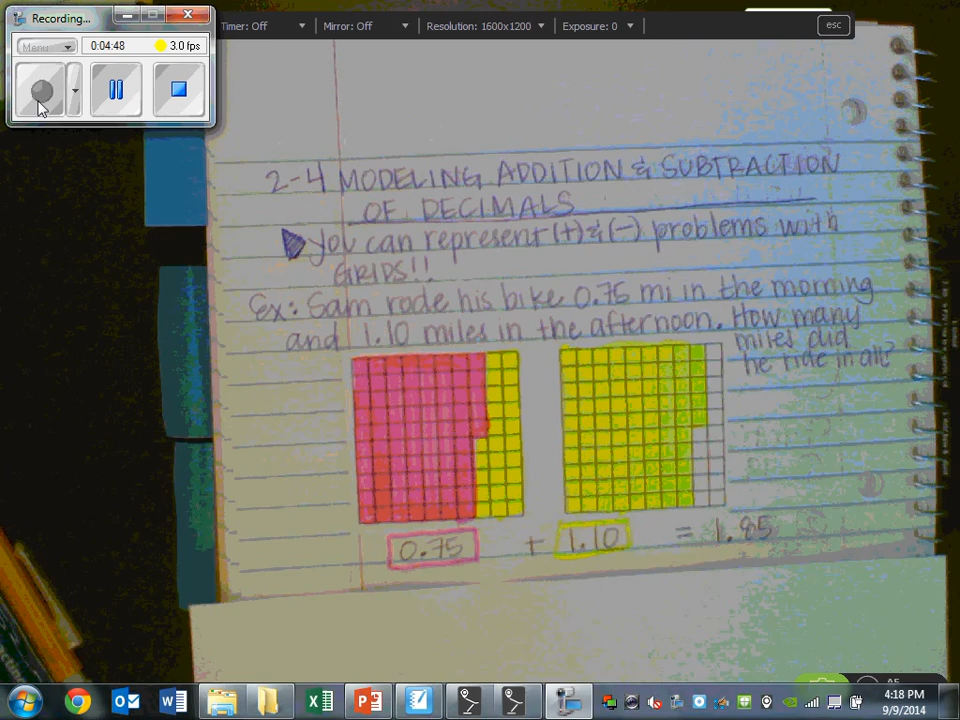 Recording...
Menu
0:04:48
3.0 fps
Timer: Off
Mirror: Off
Resolution: 1600x1200
Exposure: 0
esc
2-4 MODELING ADDITION & SUBTRACTION
OF DECIMALS
You can represent (+) & (-) problems with
GRIDS!!
Ex: Sam rode his bike 0.75 mi in the morning
and 1.10 miles in the afternoon. How many
miles did
he ride in all?
0.75 + 1.10 = 1.85
4:18 PM
9/9/2014